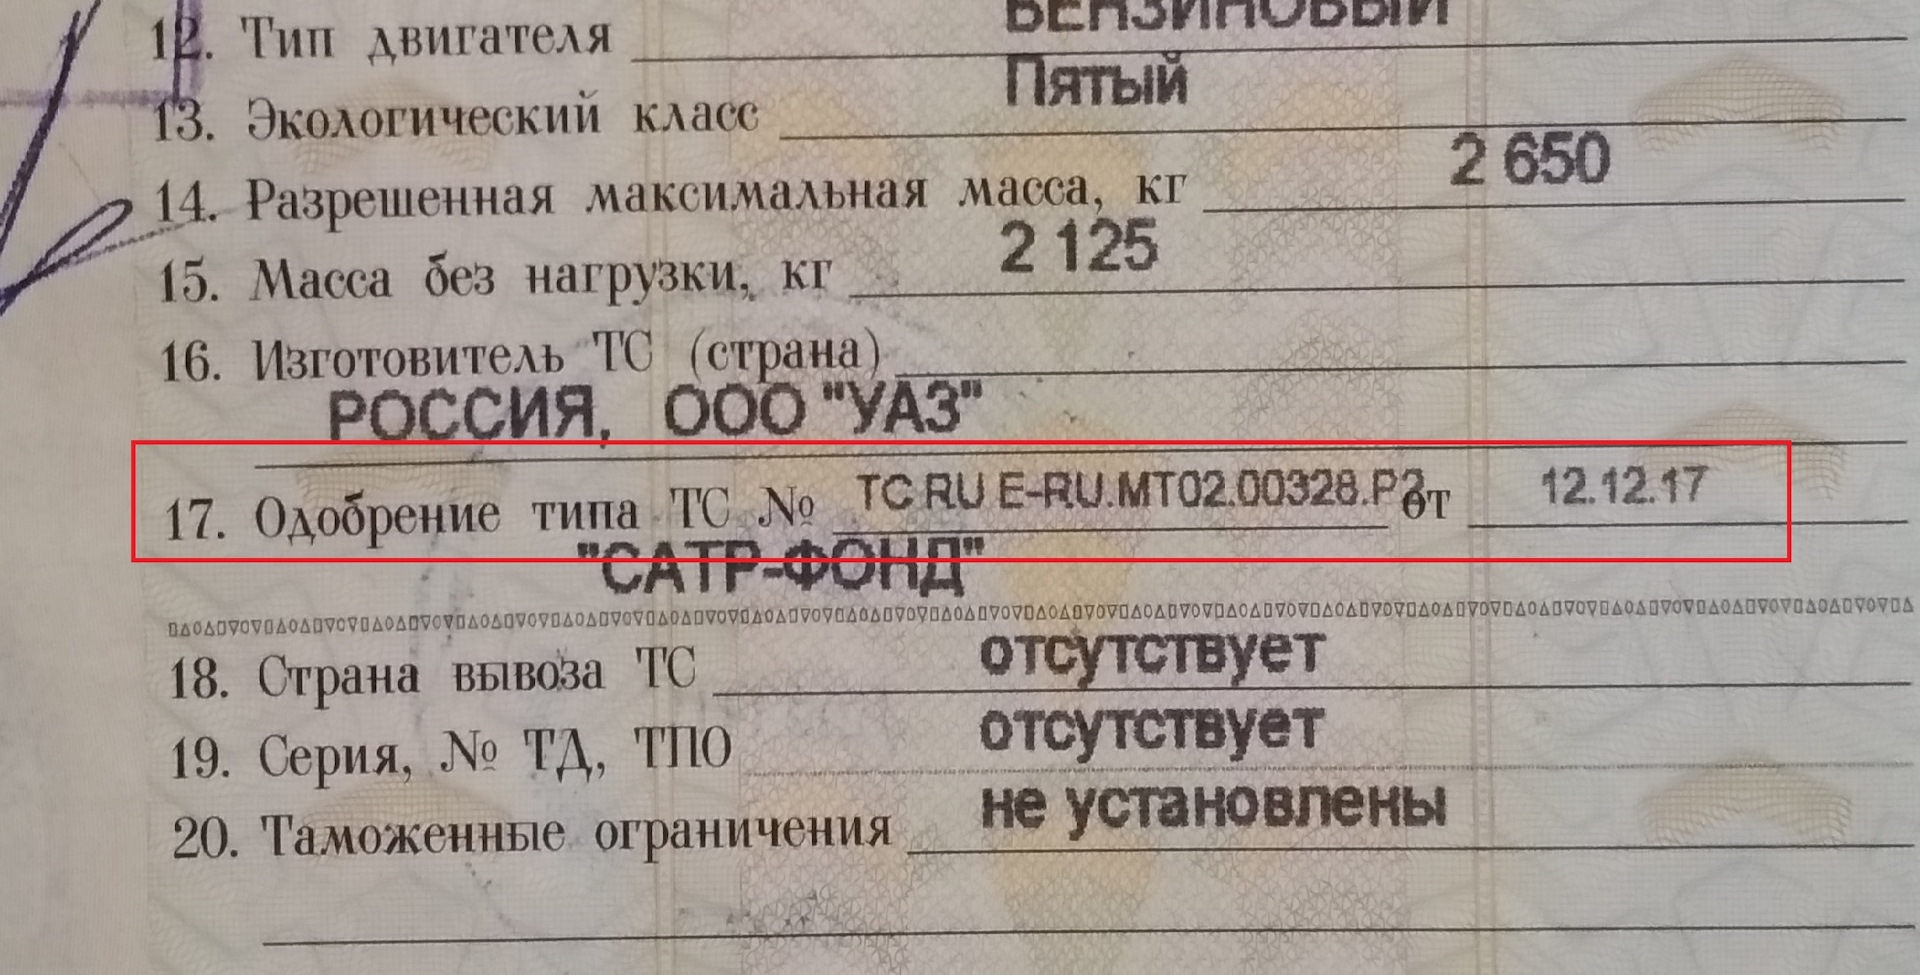 12. Тип двигателя БЕНЗИНОВЫЙ
13. Экологический класс Пятый
14. Разрешенная максимальная масса, кг 2 650
15. Масса без нагрузки, кг 2 125
16. Изготовитель ТС (страна)
РОССИЯ, ООО "УАЗ"
17. Одобрение типа ТС № ТС RU E-RU.MT02.00328.P3 от 12.12.17
"САТР-ФОНД"
18. Страна вывоза ТС отсутствует
19. Серия, № ТД, ТПО отсутствует
20. Таможенные ограничения не установлены